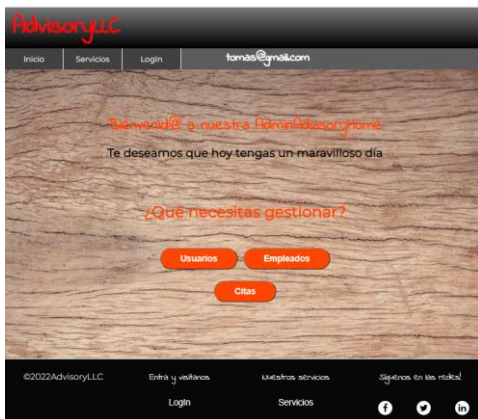 AdvisoryLLC
Inicio Servicios LogIn tomas@gmail.com
Bienvenid@ a nuestra AdminAdvisoryHome
Te deseamos que hoy tengas un maravilloso día
¿Qué necesitas gestionar?
Usuarios Empleados
Citas
©2022AdvisoryLLC Entra y visítanos Nuestros servicios Síguenos en las redes!
LogIn Servicios